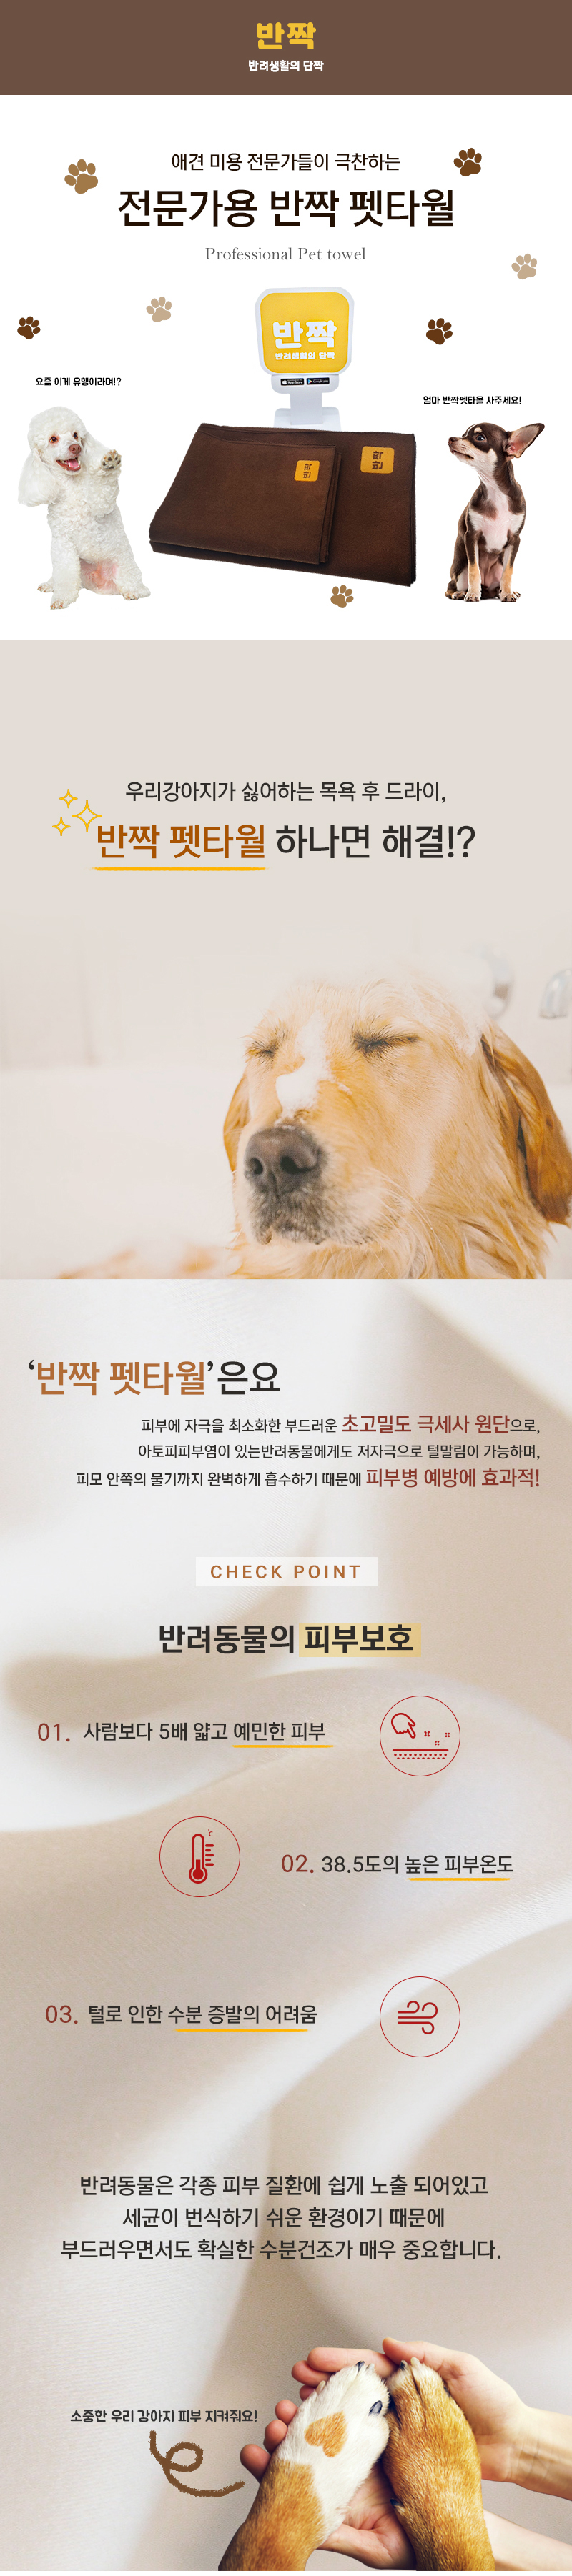 반짝
반려생활의 단짝
애견 미용 전문가들이 극찬하는
전문가용 반짝 펫타월
Professional Pet towel
반짝
반려생활의 단짝
요즘 이게 유행이라며!?
엄마 반짝펫타올 사주세요!
반짝
반짝
우리강아지가 싫어하는 목욕 후 드라이,
반짝 펫타월 하나면 해결!?
‘반짝 펫타월’은요
피부에 자극을 최소화한 부드러운 초고밀도 극세사 원단으로,
아토피피부염이 있는반려동물에게도 저자극으로 털말림이 가능하며,
피모 안쪽의 물기까지 완벽하게 흡수하기 때문에 피부병 예방에 효과적!
CHECK POINT
반려동물의 피부보호
01. 사람보다 5배 얇고 예민한 피부
°C
02. 38.5도의 높은 피부온도
03. 털로 인한 수분 증발의 어려움
반려동물은 각종 피부 질환에 쉽게 노출 되어있고
세균이 번식하기 쉬운 환경이기 때문에
부드러우면서도 확실한 수분건조가 매우 중요합니다.
소중한 우리 강아지 피부 지켜줘요!